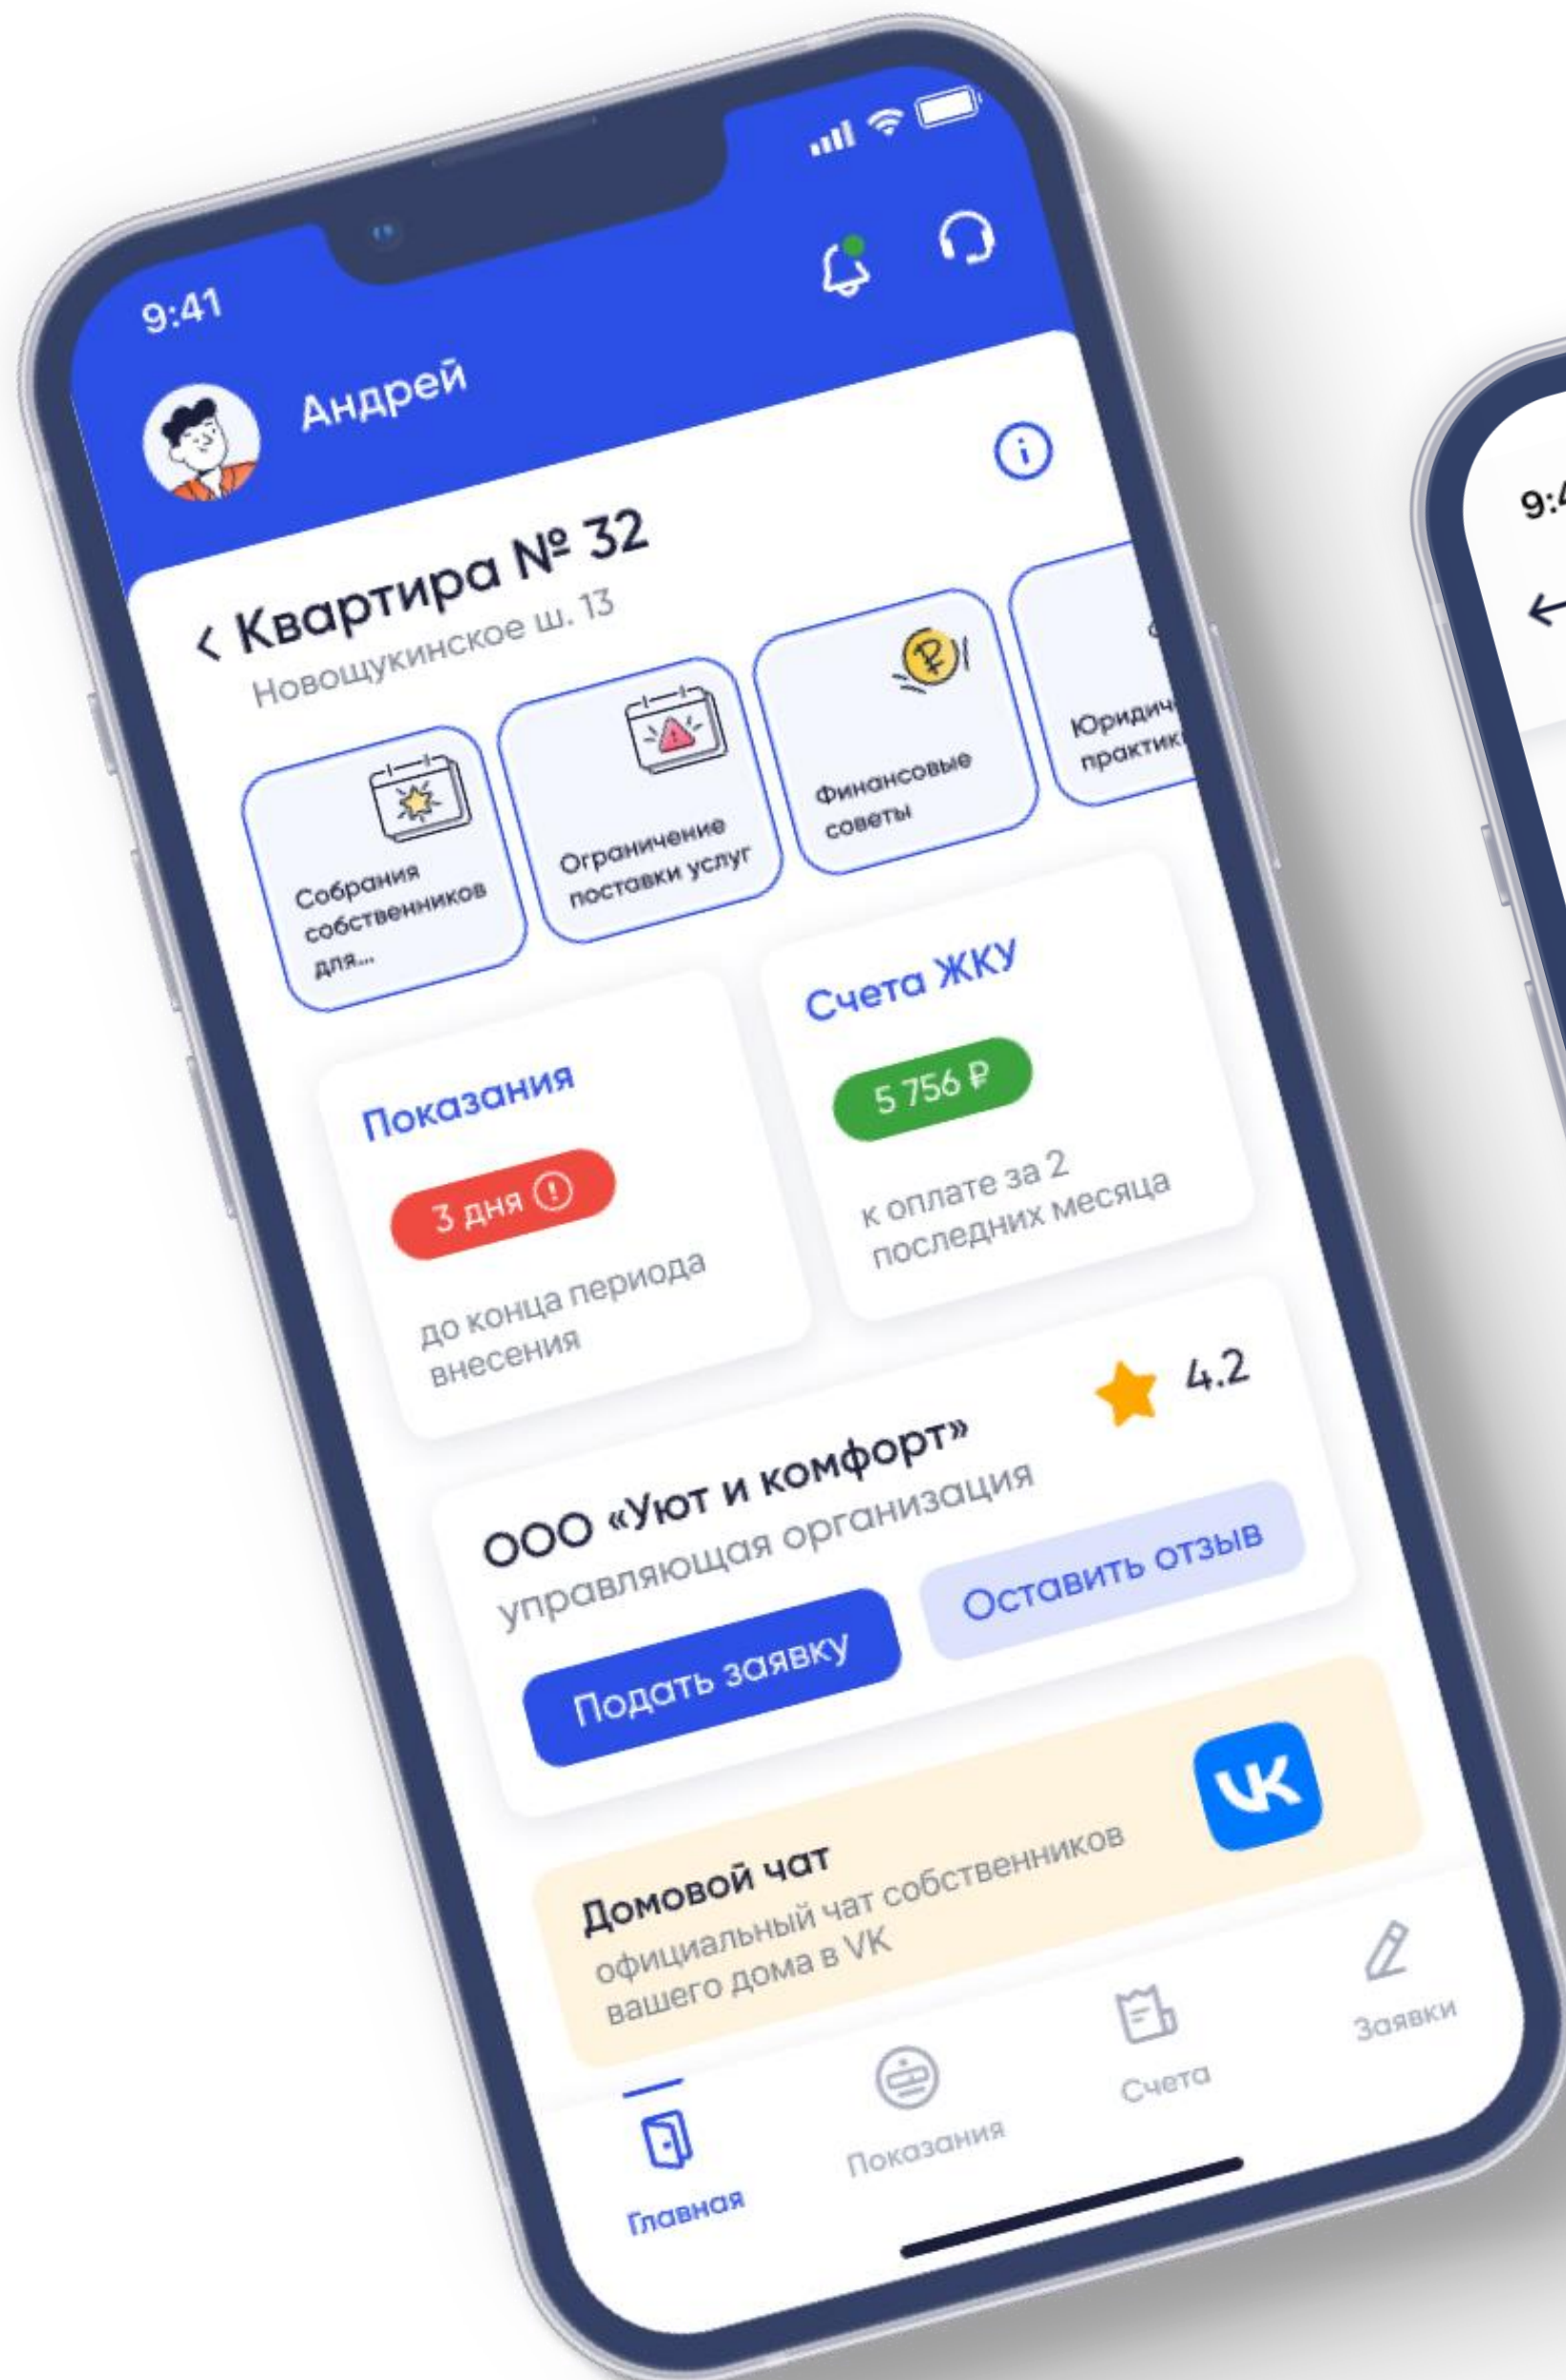 9:41
Андрей
< Квартира № 32
Новощукинское ш. 13
Собрания
собственников
для...
Ограничение
поставки услуг
Финансовые
советы
Показания
3 дня
до конца периода
внесения
Счета ЖКУ
5 756 ₽
к оплате за 2
последних месяца
ООО «Уют и комфорт»
4.2
управляющая организация
Подать заявку
Оставить отзыв
Домовой чат
официальный чат собственников
вашего дома в VK
VK
Главная
Показания
Счета
Заявки